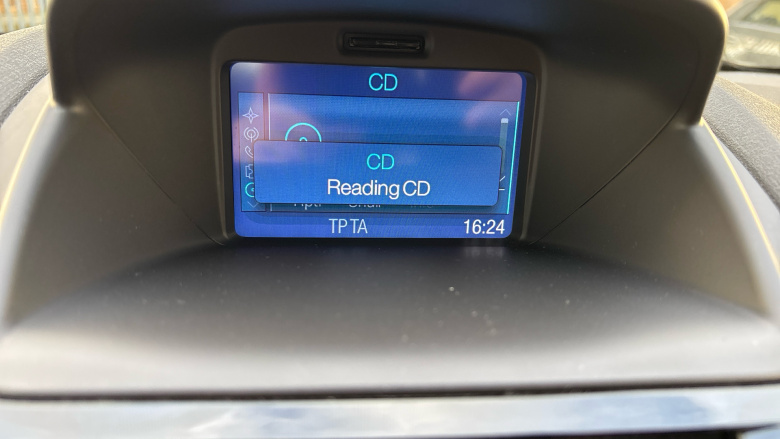 CD
CD
Reading CD
TP TA
16:24